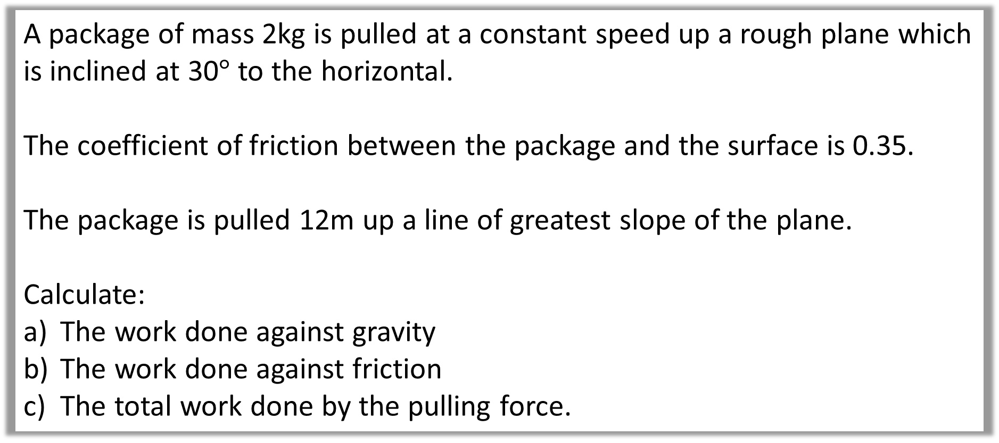 A package of mass 2kg is pulled at a constant speed up a rough plane which
is inclined at 30° to the horizontal.
The coefficient of friction between the package and the surface is 0.35.
The package is pulled 12m up a line of greatest slope of the plane.
Calculate:
a) The work done against gravity
b) The work done against friction
c) The total work done by the pulling force.